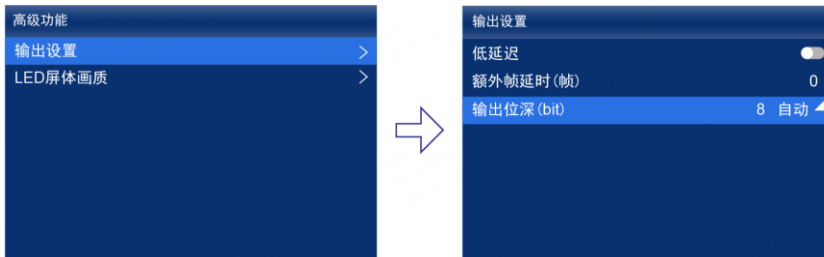 高级功能
输出设置
LED屏体画质
输出设置
低延迟
额外帧延时(帧) 0
输出位深(bit) 8 自动